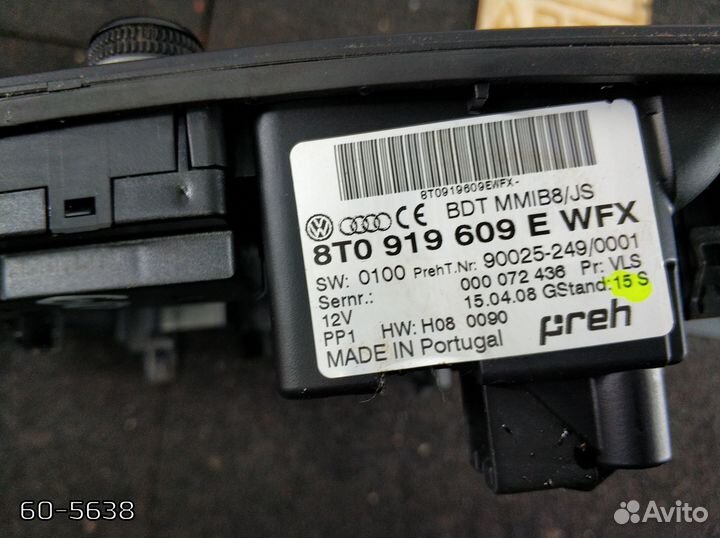 8T0919609EWFX-
CE BDT MMIB8/JS
8T0 919 609 E WFX
SW: 0100 PrehT.Nr: 90025-249/0001
Sernr.: 000 072 436 Pr: VLS
12V 15.04.08 GStand: 15 S
PP1 HW: H08 0090
MADE IN Portugal preh
60-5638
Avito